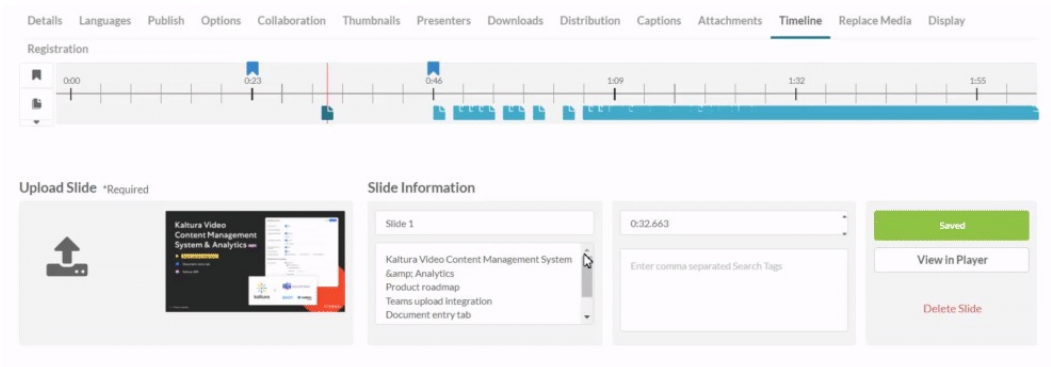 Details Languages Publish Options Collaboration Thumbnails Presenters Downloads Distribution Captions Attachments Timeline Replace Media Display
Registration
0:00 0:23 0:46 1:09 1:32 1:55
Upload Slide *Required
Slide Information
Kaltura Video
Content Management
System & Analytics
kaltura
Slide 1
0:32.663
Saved
Kaltura Video Content Management System
&amp; Analytics
Product roadmap
Teams upload integration
Document entry tab
Enter comma separated Search Tags
View in Player
Delete Slide